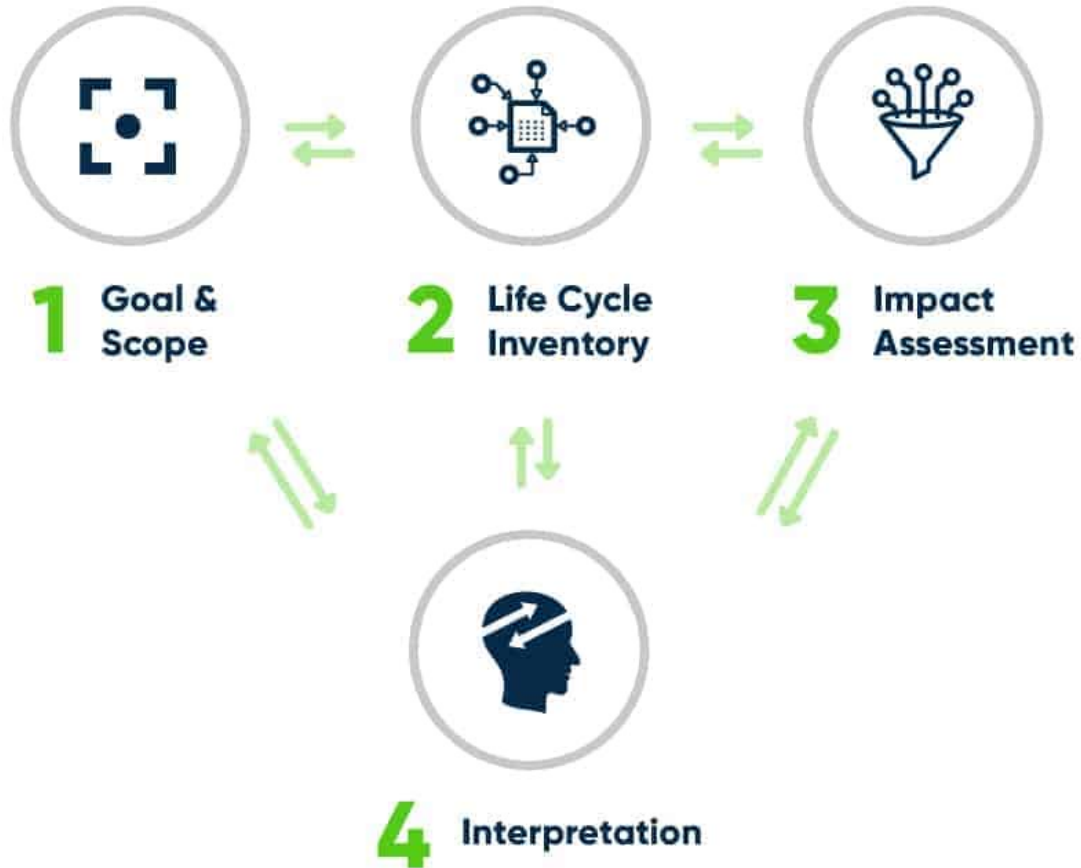 1 Goal &
Scope
2 Life Cycle
Inventory
3 Impact
Assessment
4 Interpretation